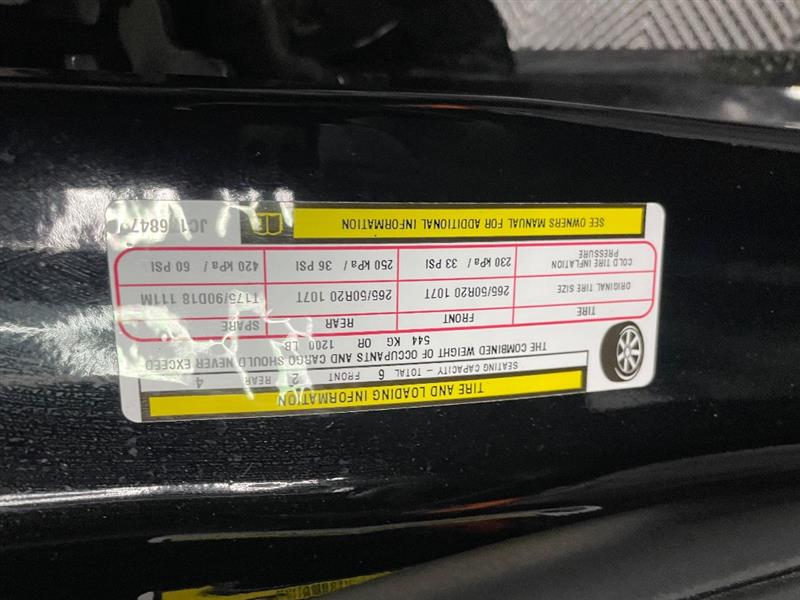 TIRE AND LOADING INFORMATION
SEATING CAPACITY – TOTAL 6 FRONT 2 REAR 4
THE COMBINED WEIGHT OF OCCUPANTS AND CARGO SHOULD NEVER EXCEED
544 KG OR 1200 LB
TIRE FRONT REAR SPARE
ORIGINAL TIRE SIZE 265/50R20 107T 265/50R20 107T T175/90D18 111M
COLD TIRE INFLATION PRESSURE 230 kPa / 33 PSI 250 kPa / 36 PSI 420 kPa / 60 PSI
SEE OWNERS MANUAL FOR ADDITIONAL INFORMATION